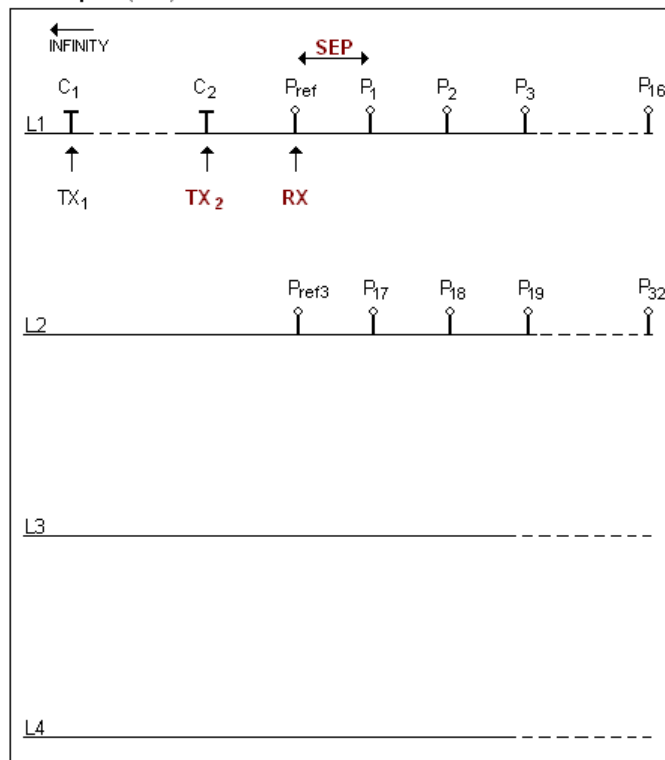 INFINITY
SEP
C1 C2 Pref P1 P2 P3 P16
L1
TX1 TX2 RX
Pref3 P17 P18 P19 P32
L2
L3
L4